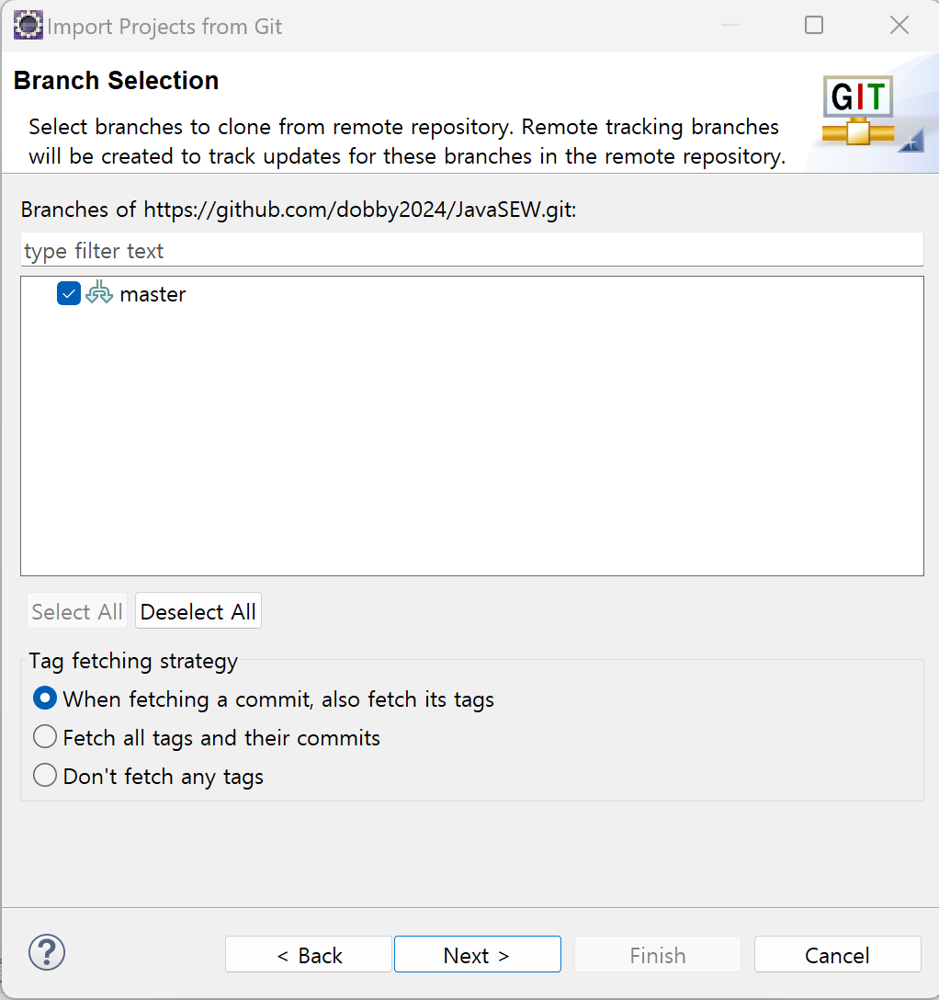 Import Projects from Git
Branch Selection
GIT
Select branches to clone from remote repository. Remote tracking branches
will be created to track updates for these branches in the remote repository.
Branches of https://github.com/dobby2024/JavaSEW.git:
type filter text
master
Select All
Deselect All
Tag fetching strategy
When fetching a commit, also fetch its tags
Fetch all tags and their commits
Don't fetch any tags
?
< Back
Next >
Finish
Cancel